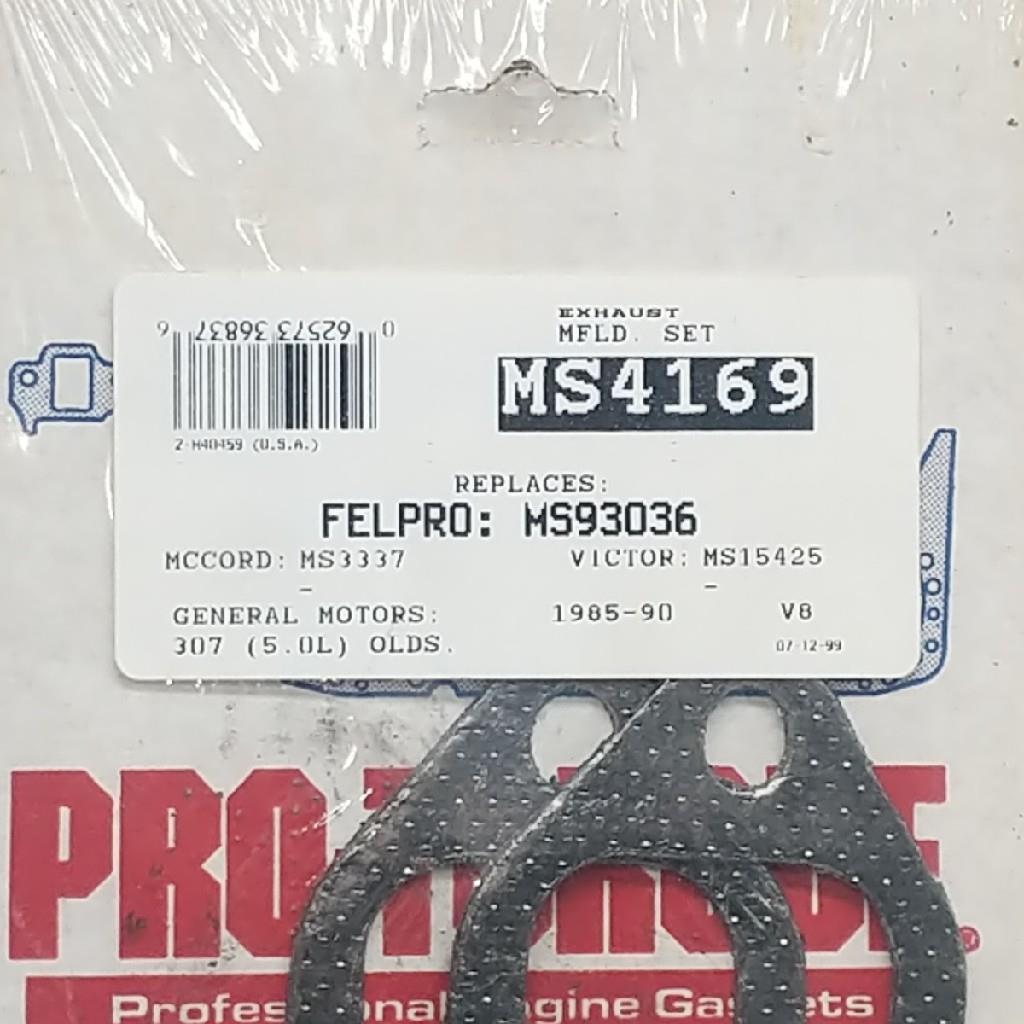 0 62573 36837 6
2-H40459 (U.S.A.)
EXHAUST
MFLD. SET
MS4169
REPLACES:
FELPRO: MS93036
MCCORD: MS3337 VICTOR: MS15425
- -
GENERAL MOTORS: 1985-90 V8
307 (5.0L) OLDS. 07-12-99